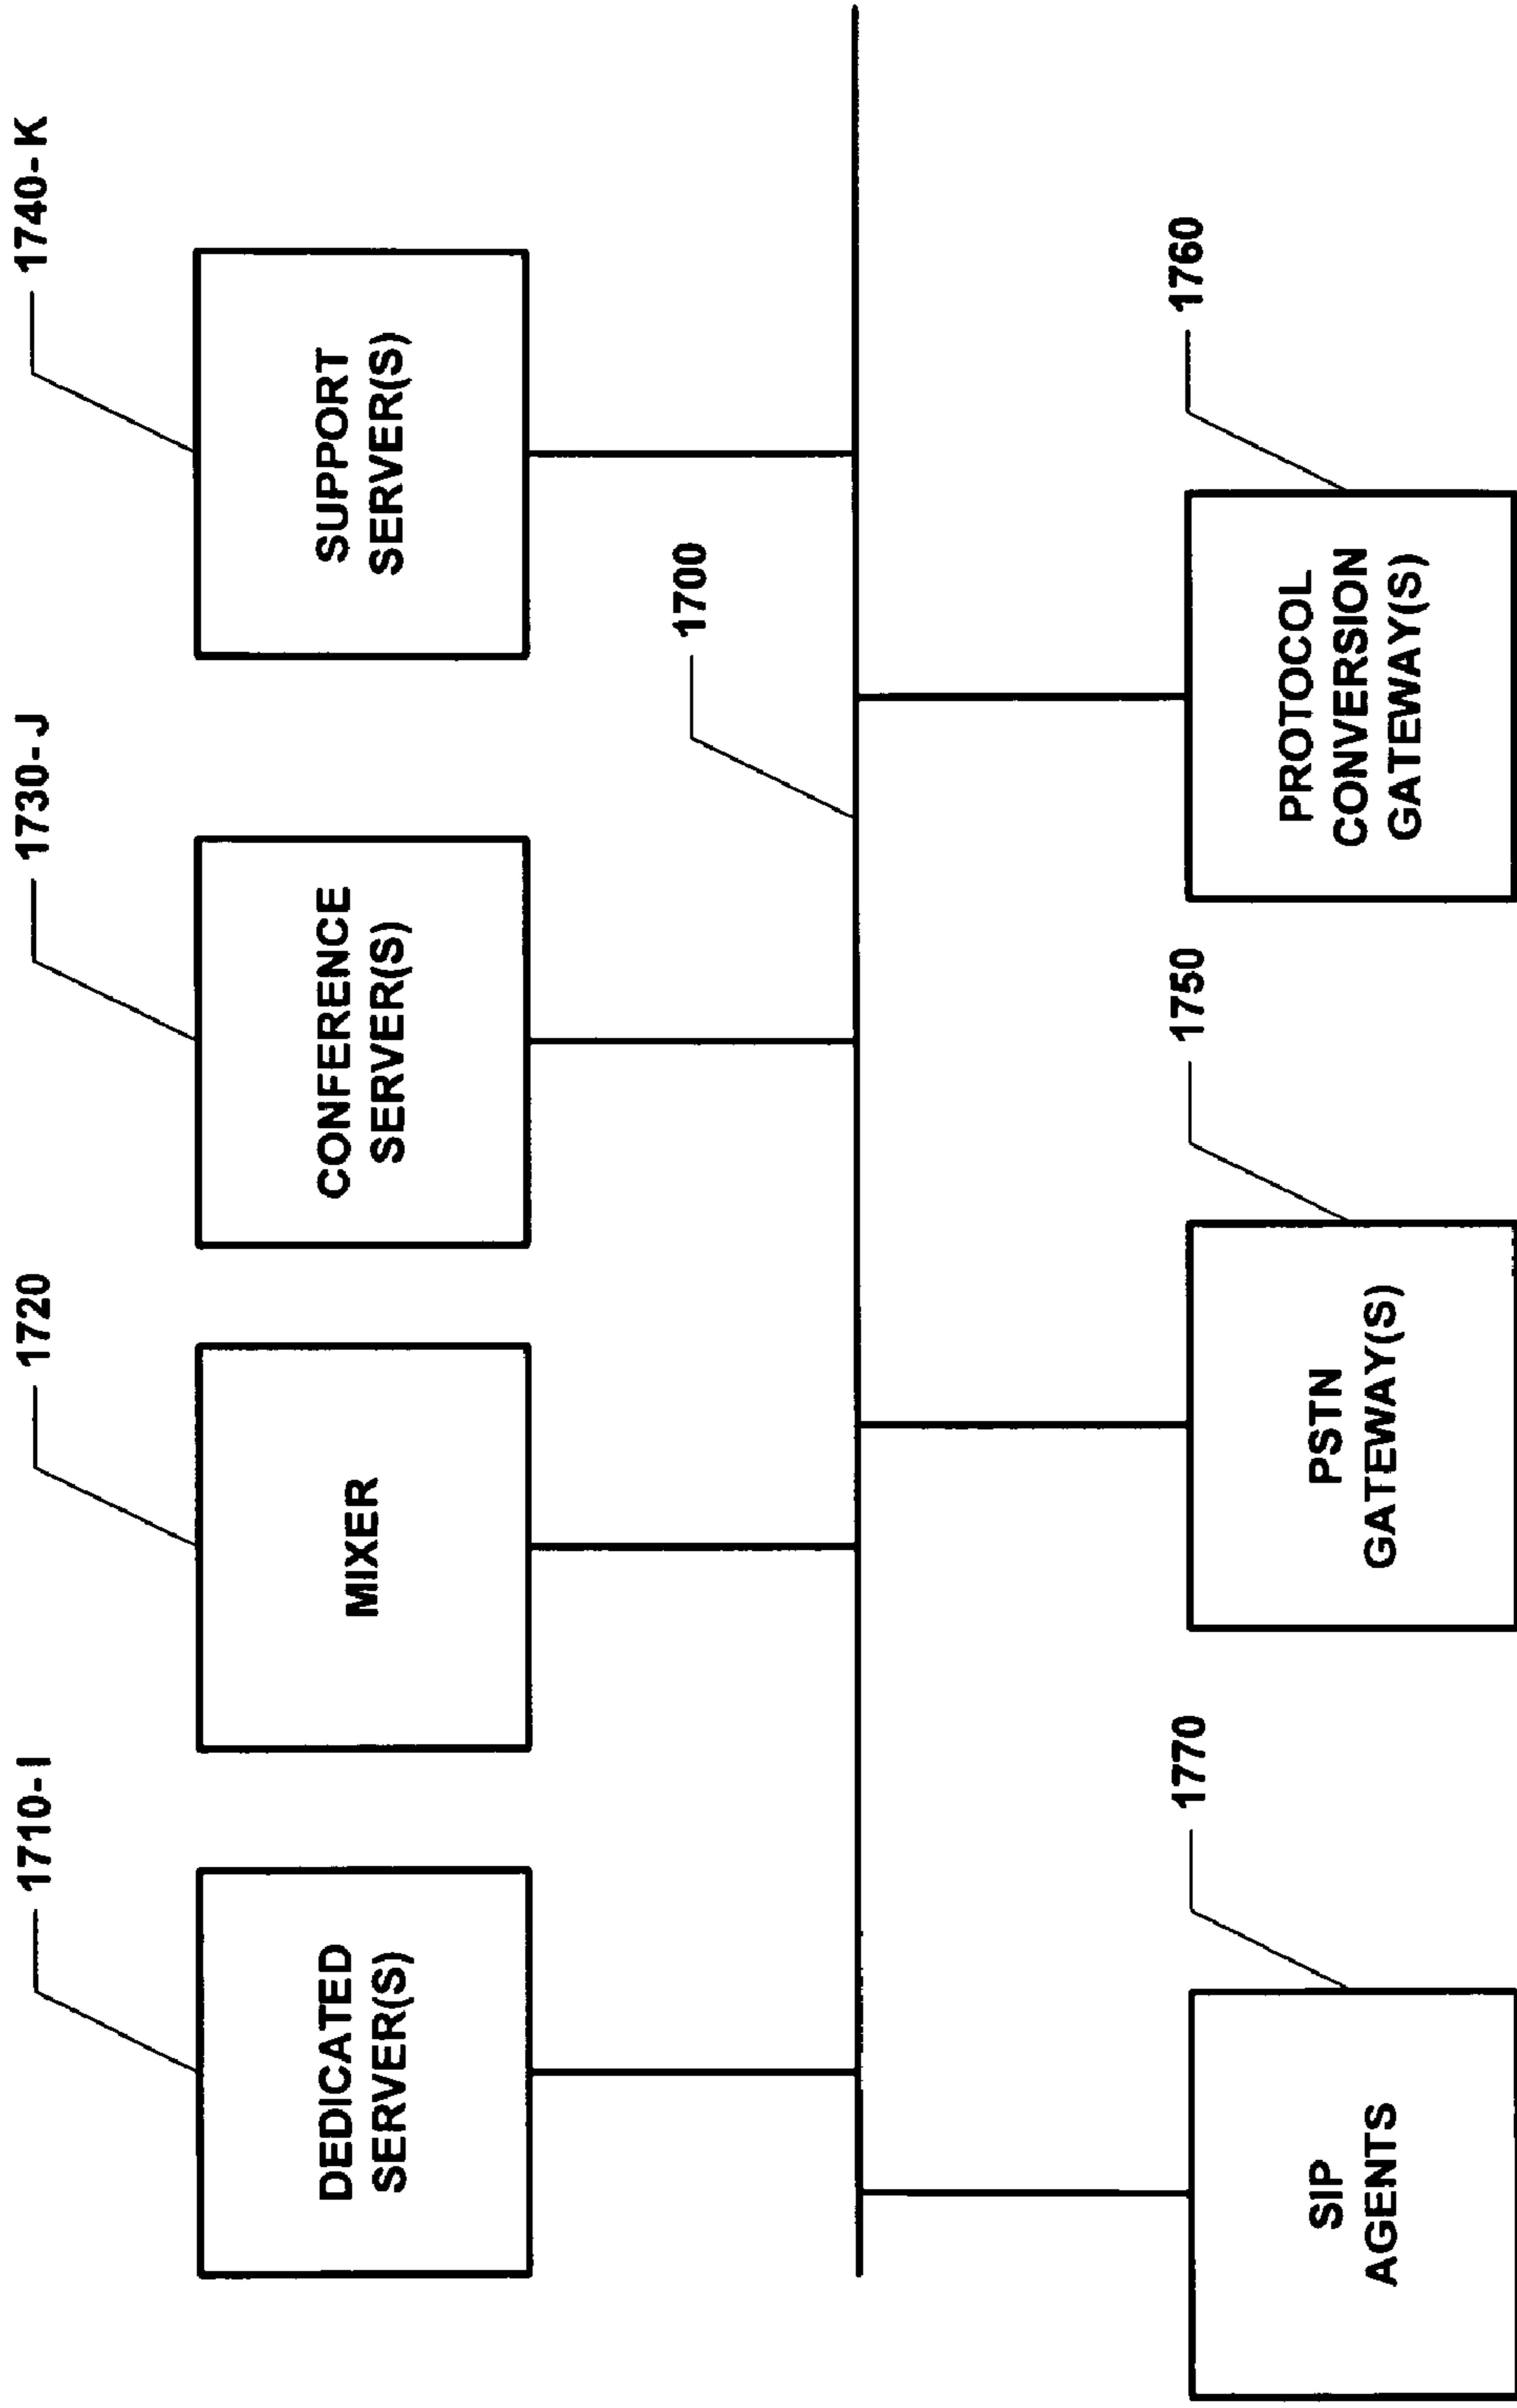 1710-I
1720
1730-J
1740-K
DEDICATED
SERVER(S)
MIXER
CONFERENCE
SERVER(S)
SUPPORT
SERVER(S)
1700
1770
1750
1760
SIP
AGENTS
PSTN
GATEWAY(S)
PROTOCOL
CONVERSION
GATEWAY(S)